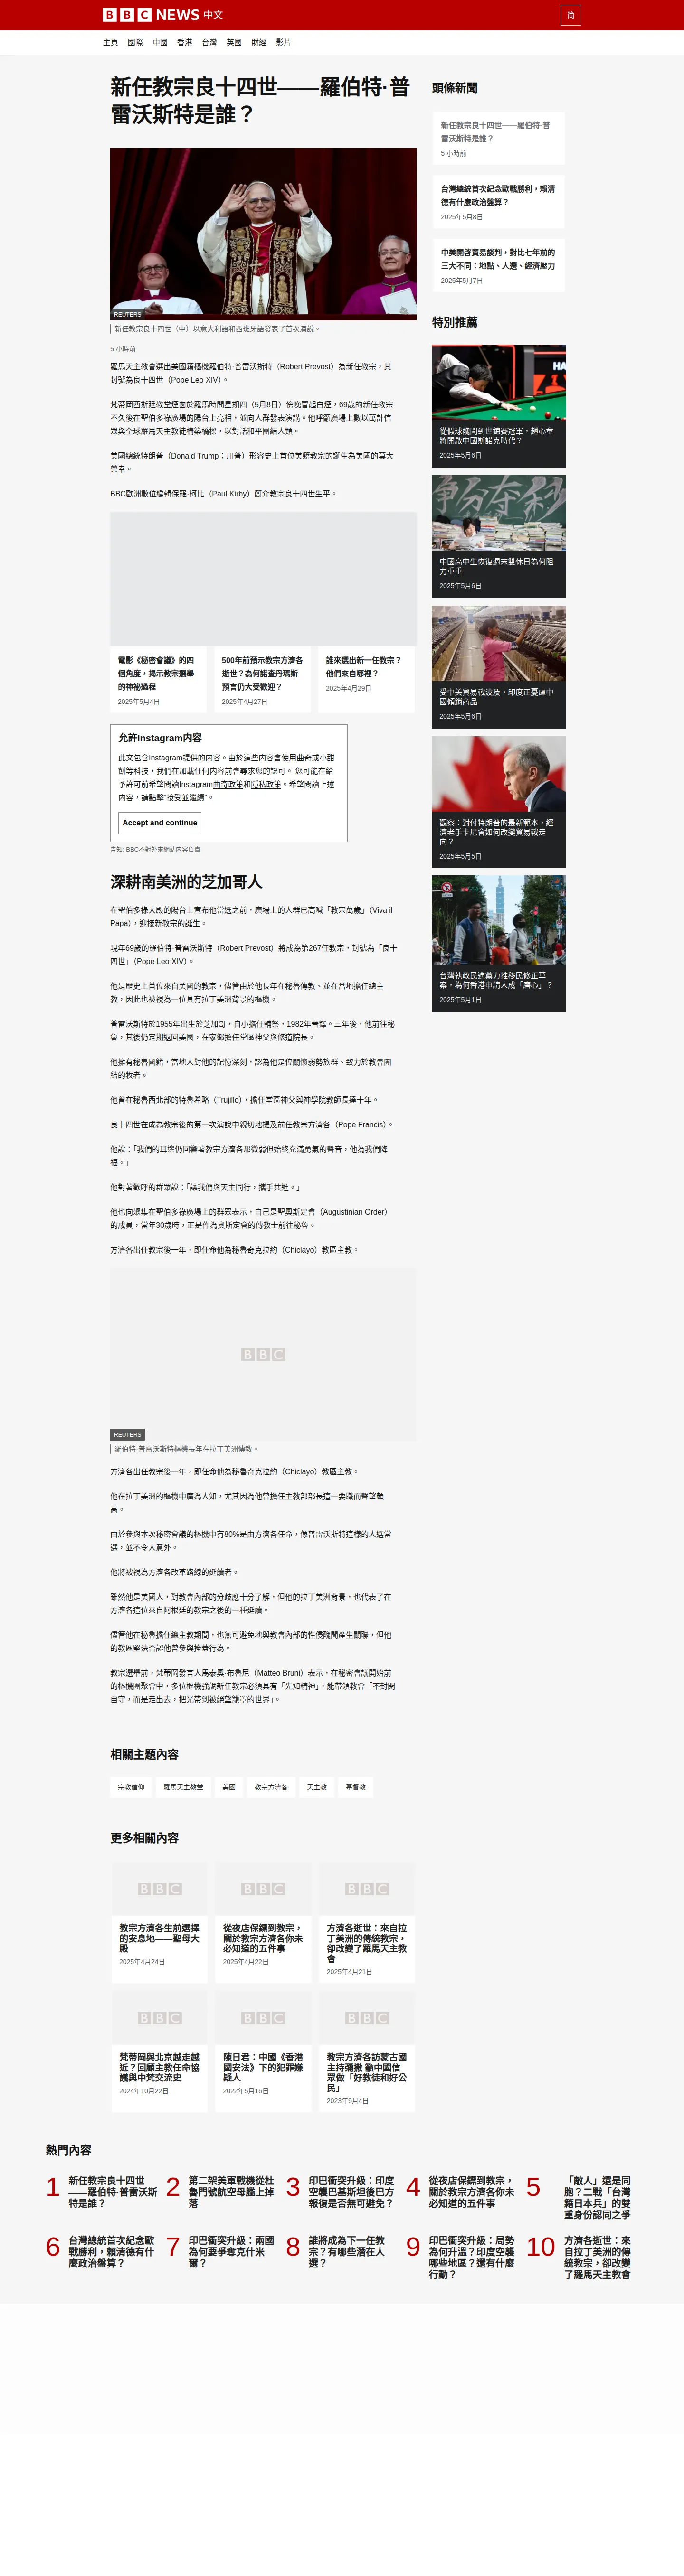 BBC NEWS 中文
简
主頁 國際 中國 香港 台灣 英國 財經 影片
新任教宗良十四世——羅伯特·普
雷沃斯特是誰？
REUTERS
新任教宗良十四世（中）以意大利語和西班牙語發表了首次演說。
5 小時前
羅馬天主教會選出美國籍樞機羅伯特·普雷沃斯特（Robert Prevost）為新任教宗，其
封號為良十四世（Pope Leo XIV）。
梵蒂岡西斯廷教堂煙囪於羅馬時間星期四（5月8日）傍晚冒起白煙，69歲的新任教宗
不久後在聖伯多祿廣場的陽台上亮相，並向人群發表演講。他呼籲廣場上數以萬計信
眾與全球羅馬天主教徒構築橋樑，以對話和平團結人類。
美國總統特朗普（Donald Trump；川普）形容史上首位美籍教宗的誕生為美國的莫大
榮幸。
BBC歐洲數位編輯保羅·柯比（Paul Kirby）簡介教宗良十四世生平。
電影《秘密會議》的四
個角度，揭示教宗選舉
的神祕過程
2025年5月4日
500年前預示教宗方濟各
逝世？為何諾查丹瑪斯
預言仍大受歡迎？
2025年4月27日
誰來選出新一任教宗？
他們來自哪裡？
2025年4月29日
允許Instagram内容
此文包含Instagram提供的内容。由於這些内容會使用曲奇或小甜
餅等科技，我們在加載任何内容前會尋求您的認可。 您可能在給
予許可前希望閲讀Instagram曲奇政策和隱私政策。希望閲讀上述
内容，請點擊“接受並繼續”。
Accept and continue
告知: BBC不對外來網站内容負責
深耕南美洲的芝加哥人
在聖伯多祿大殿的陽台上宣布他當選之前，廣場上的人群已高喊「教宗萬歲」（Viva il
Papa），迎接新教宗的誕生。
現年69歲的羅伯特·普雷沃斯特（Robert Prevost）將成為第267任教宗，封號為「良十
四世」（Pope Leo XIV）。
他是歷史上首位來自美國的教宗，儘管由於他長年在秘魯傳教、並在當地擔任總主
教，因此也被視為一位具有拉丁美洲背景的樞機。
普雷沃斯特於1955年出生於芝加哥，自小擔任輔祭，1982年晉鐸。三年後，他前往秘
魯，其後仍定期返回美國，在家鄉擔任堂區神父與修道院長。
他擁有秘魯國籍，當地人對他的記憶深刻，認為他是位關懷弱勢族群、致力於教會團
結的牧者。
他曾在秘魯西北部的特魯希略（Trujillo），擔任堂區神父與神學院教師長達十年。
良十四世在成為教宗後的第一次演說中親切地提及前任教宗方濟各（Pope Francis）。
他說：「我們的耳邊仍回響著教宗方濟各那微弱但始終充滿勇氣的聲音，他為我們降
福。」
他對著歡呼的群眾說：「讓我們與天主同行，攜手共進。」
他也向聚集在聖伯多祿廣場上的群眾表示，自己是聖奧斯定會（Augustinian Order）
的成員，當年30歲時，正是作為奧斯定會的傳教士前往秘魯。
方濟各出任教宗後一年，即任命他為秘魯奇克拉約（Chiclayo）教區主教。
BBC
REUTERS
羅伯特·普雷沃斯特樞機長年在拉丁美洲傳教。
方濟各出任教宗後一年，即任命他為秘魯奇克拉約（Chiclayo）教區主教。
他在拉丁美洲的樞機中廣為人知，尤其因為他曾擔任主教部部長這一要職而聲望頗
高。
由於參與本次秘密會議的樞機中有80%是由方濟各任命，像普雷沃斯特這樣的人選當
選，並不令人意外。
他將被視為方濟各改革路線的延續者。
雖然他是美國人，對教會內部的分歧應十分了解，但他的拉丁美洲背景，也代表了在
方濟各這位來自阿根廷的教宗之後的一種延續。
儘管他在秘魯擔任總主教期間，也無可避免地與教會內部的性侵醜聞產生關聯，但他
的教區堅決否認他曾參與掩蓋行為。
教宗選舉前，梵蒂岡發言人馬泰奧·布魯尼（Matteo Bruni）表示，在秘密會議開始前
的樞機團聚會中，多位樞機強調新任教宗必須具有「先知精神」，能帶領教會「不封閉
自守，而是走出去，把光帶到被絕望籠罩的世界」。
相關主題內容
宗教信仰 羅馬天主教堂 美國 教宗方濟各 天主教 基督教
更多相關內容
BBC
教宗方濟各生前選擇
的安息地——聖母大
殿
2025年4月24日
BBC
從夜店保鏢到教宗，
關於教宗方濟各你未
必知道的五件事
2025年4月22日
BBC
方濟各逝世：來自拉
丁美洲的傳統教宗，
卻改變了羅馬天主教
會
2025年4月21日
BBC
梵蒂岡與北京越走越
近？回顧主教任命協
議與中梵交流史
2024年10月22日
BBC
陳日君：中國《香港
國安法》下的犯罪嫌
疑人
2022年5月16日
BBC
教宗方濟各訪蒙古國
主持彌撒 籲中國信
眾做「好教徒和好公
民」
2023年9月4日
頭條新聞
新任教宗良十四世——羅伯特·普
雷沃斯特是誰？
5 小時前
台灣總統首次紀念歐戰勝利，賴清
德有什麼政治盤算？
2025年5月8日
中美開啓貿易談判，對比七年前的
三大不同：地點、人選、經濟壓力
2025年5月7日
特別推薦
從假球醜聞到世錦賽冠軍，趙心童
將開啟中國斯諾克時代？
2025年5月6日
中國高中生恢復週末雙休日為何阻
力重重
2025年5月6日
受中美貿易戰波及，印度正憂慮中
國傾銷商品
2025年5月6日
觀察：對付特朗普的最新範本，經
濟老手卡尼會如何改變貿易戰走
向？
2025年5月5日
台灣執政民進黨力推移民修正草
案，為何香港申請人成「磨心」？
2025年5月1日
熱門內容
1 新任教宗良十四世
——羅伯特·普雷沃斯
特是誰？
2 第二架美軍戰機從杜
魯門號航空母艦上掉
落
3 印巴衝突升級：印度
空襲巴基斯坦後巴方
報復是否無可避免？
4 從夜店保鏢到教宗，
關於教宗方濟各你未
必知道的五件事
5 「敵人」還是同
胞？二戰「台灣
籍日本兵」的雙
重身份認同之爭
6 台灣總統首次紀念歐
戰勝利，賴清德有什
麼政治盤算？
7 印巴衝突升級：兩國
為何要爭奪克什米
爾？
8 誰將成為下一任教
宗？有哪些潛在人
選？
9 印巴衝突升級：局勢
為何升溫？印度空襲
哪些地區？還有什麼
行動？
10 方濟各逝世：來
自拉丁美洲的傳
統教宗，卻改變
了羅馬天主教會